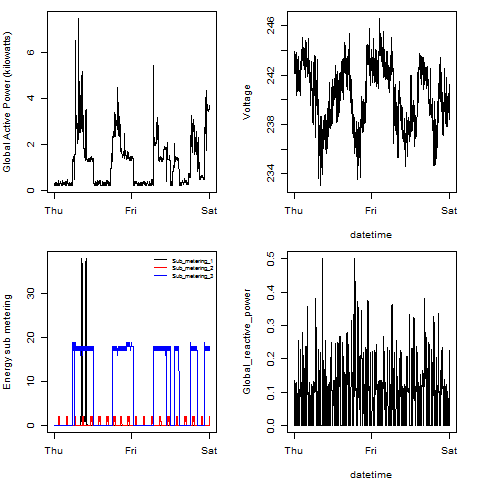 Global Active Power (kilowatts)
0 2 4 6
Thu Fri Sat
Voltage
234 238 242 246
Thu Fri Sat
datetime
Energy sub metering
0 10 20 30
Sub_metering_1
Sub_metering_2
Sub_metering_3
Thu Fri Sat
Global_reactive_power
0.0 0.1 0.2 0.3 0.4 0.5
Thu Fri Sat
datetime